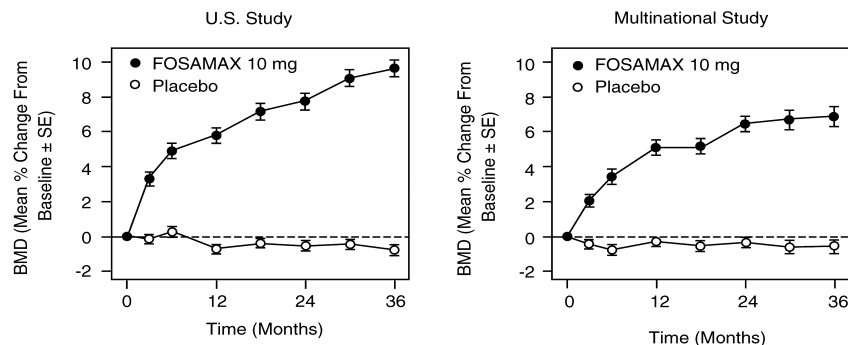 U.S. Study
BMD (Mean % Change From
Baseline ± SE)
FOSAMAX 10 mg
Placebo
10
8
6
4
2
0
-2
0
12
24
36
Time (Months)
Multinational Study
BMD (Mean % Change From
Baseline ± SE)
FOSAMAX 10 mg
Placebo
10
8
6
4
2
0
-2
0
12
24
36
Time (Months)